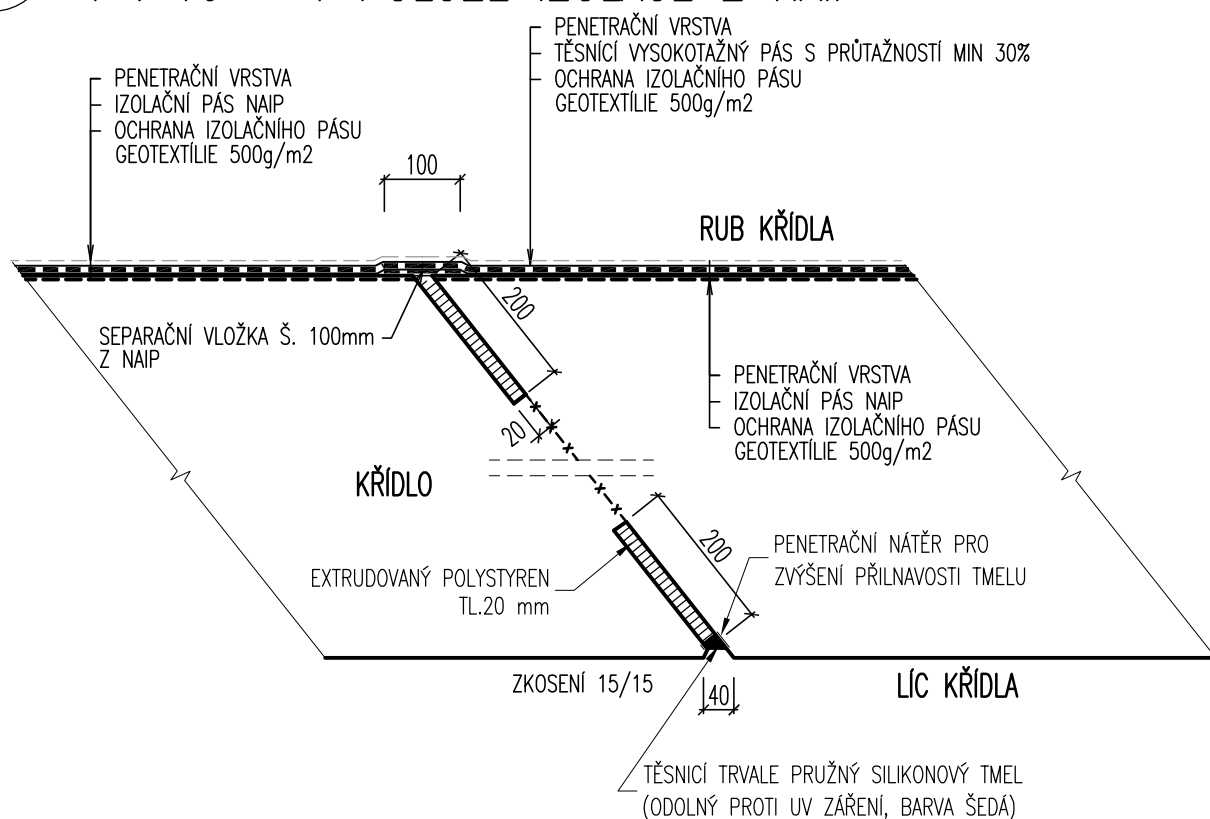 PENETRAČNÍ VRSTVA
TĚSNÍCÍ VYSOKOTAŽNÝ PÁS S PRŮTAŽNOSTÍ MIN 30%
OCHRANA IZOLAČNÍHO PÁSU
GEOTEXTÍLIE 500g/m2
PENETRAČNÍ VRSTVA
IZOLAČNÍ PÁS NAIP
OCHRANA IZOLAČNÍHO PÁSU
GEOTEXTÍLIE 500g/m2
100
RUB KŘÍDLA
200
SEPARAČNÍ VLOŽKA Š. 100mm
Z NAIP
PENETRAČNÍ VRSTVA
IZOLAČNÍ PÁS NAIP
OCHRANA IZOLAČNÍHO PÁSU
GEOTEXTÍLIE 500g/m2
20
KŘÍDLO
200
PENETRAČNÍ NÁTĚR PRO
ZVÝŠENÍ PŘILNAVOSTI TMELU
EXTRUDOVANÝ POLYSTYREN
TL.20 mm
ZKOSENÍ 15/15
40
LÍC KŘÍDLA
TĚSNICÍ TRVALE PRUŽNÝ SILIKONOVÝ TMEL
(ODOLNÝ PROTI UV ZÁŘENÍ, BARVA ŠEDÁ)